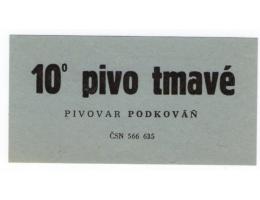 10° pivo tmavé
PIVOVAR PODKOVÁŇ
ČSN 566 635